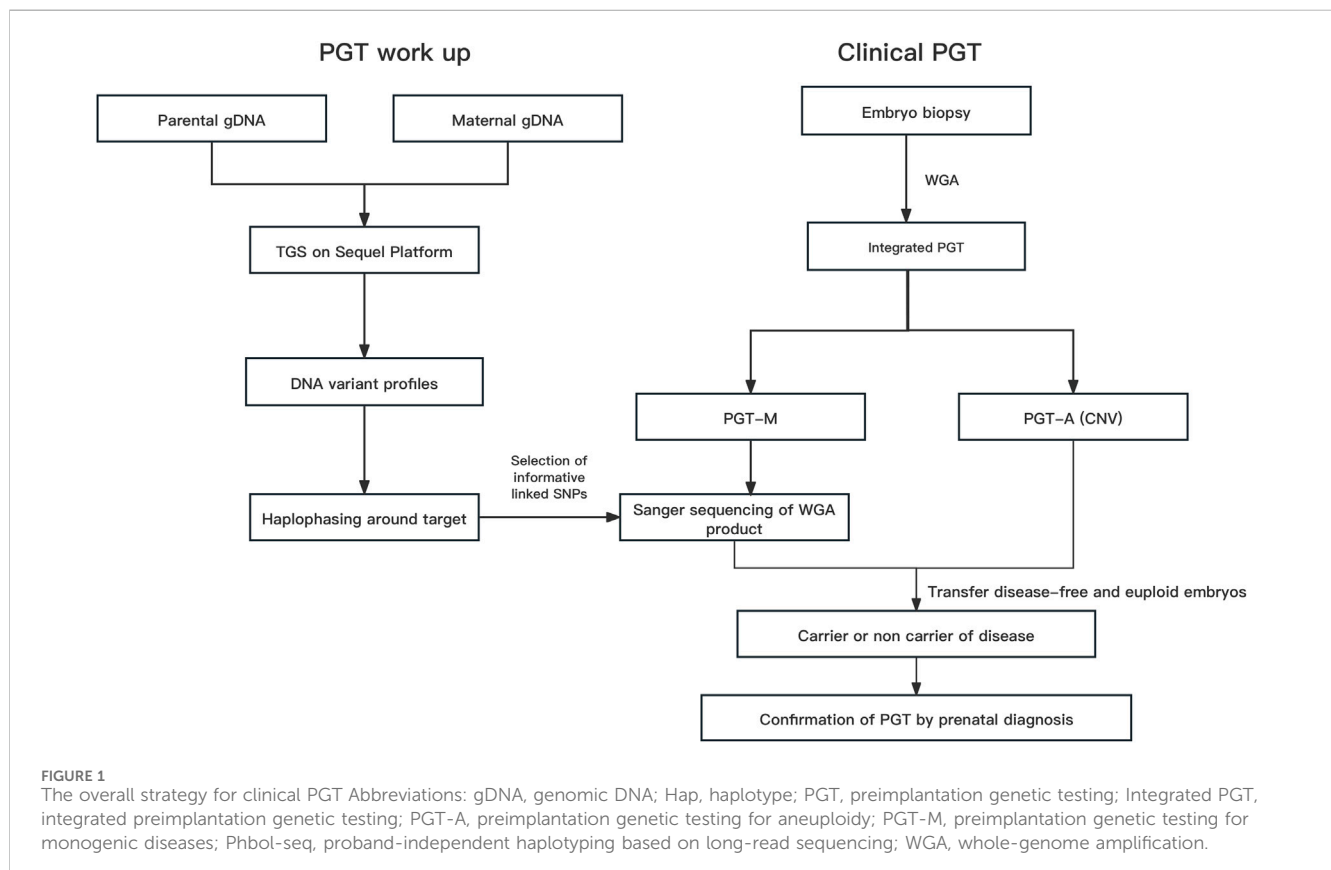 PGT work up
Clinical PGT
Parental gDNA
Maternal gDNA
Embryo biopsy
WGA
TGS on Sequel Platform
Integrated PGT
DNA variant profiles
PGT-M
PGT-A (CNV)
Selection of
informative
linked SNPs
Haplophasing around target
Sanger sequencing of WGA
product
Transfer disease-free and euploid embryos
Carrier or non carrier of disease
Confirmation of PGT by prenatal diagnosis
FIGURE 1
The overall strategy for clinical PGT Abbreviations: gDNA, genomic DNA; Hap, haplotype; PGT, preimplantation genetic testing; Integrated PGT,
integrated preimplantation genetic testing; PGT-A, preimplantation genetic testing for aneuploidy; PGT-M, preimplantation genetic testing for
monogenic diseases; Phbol-seq, proband-independent haplotyping based on long-read sequencing; WGA, whole-genome amplification.